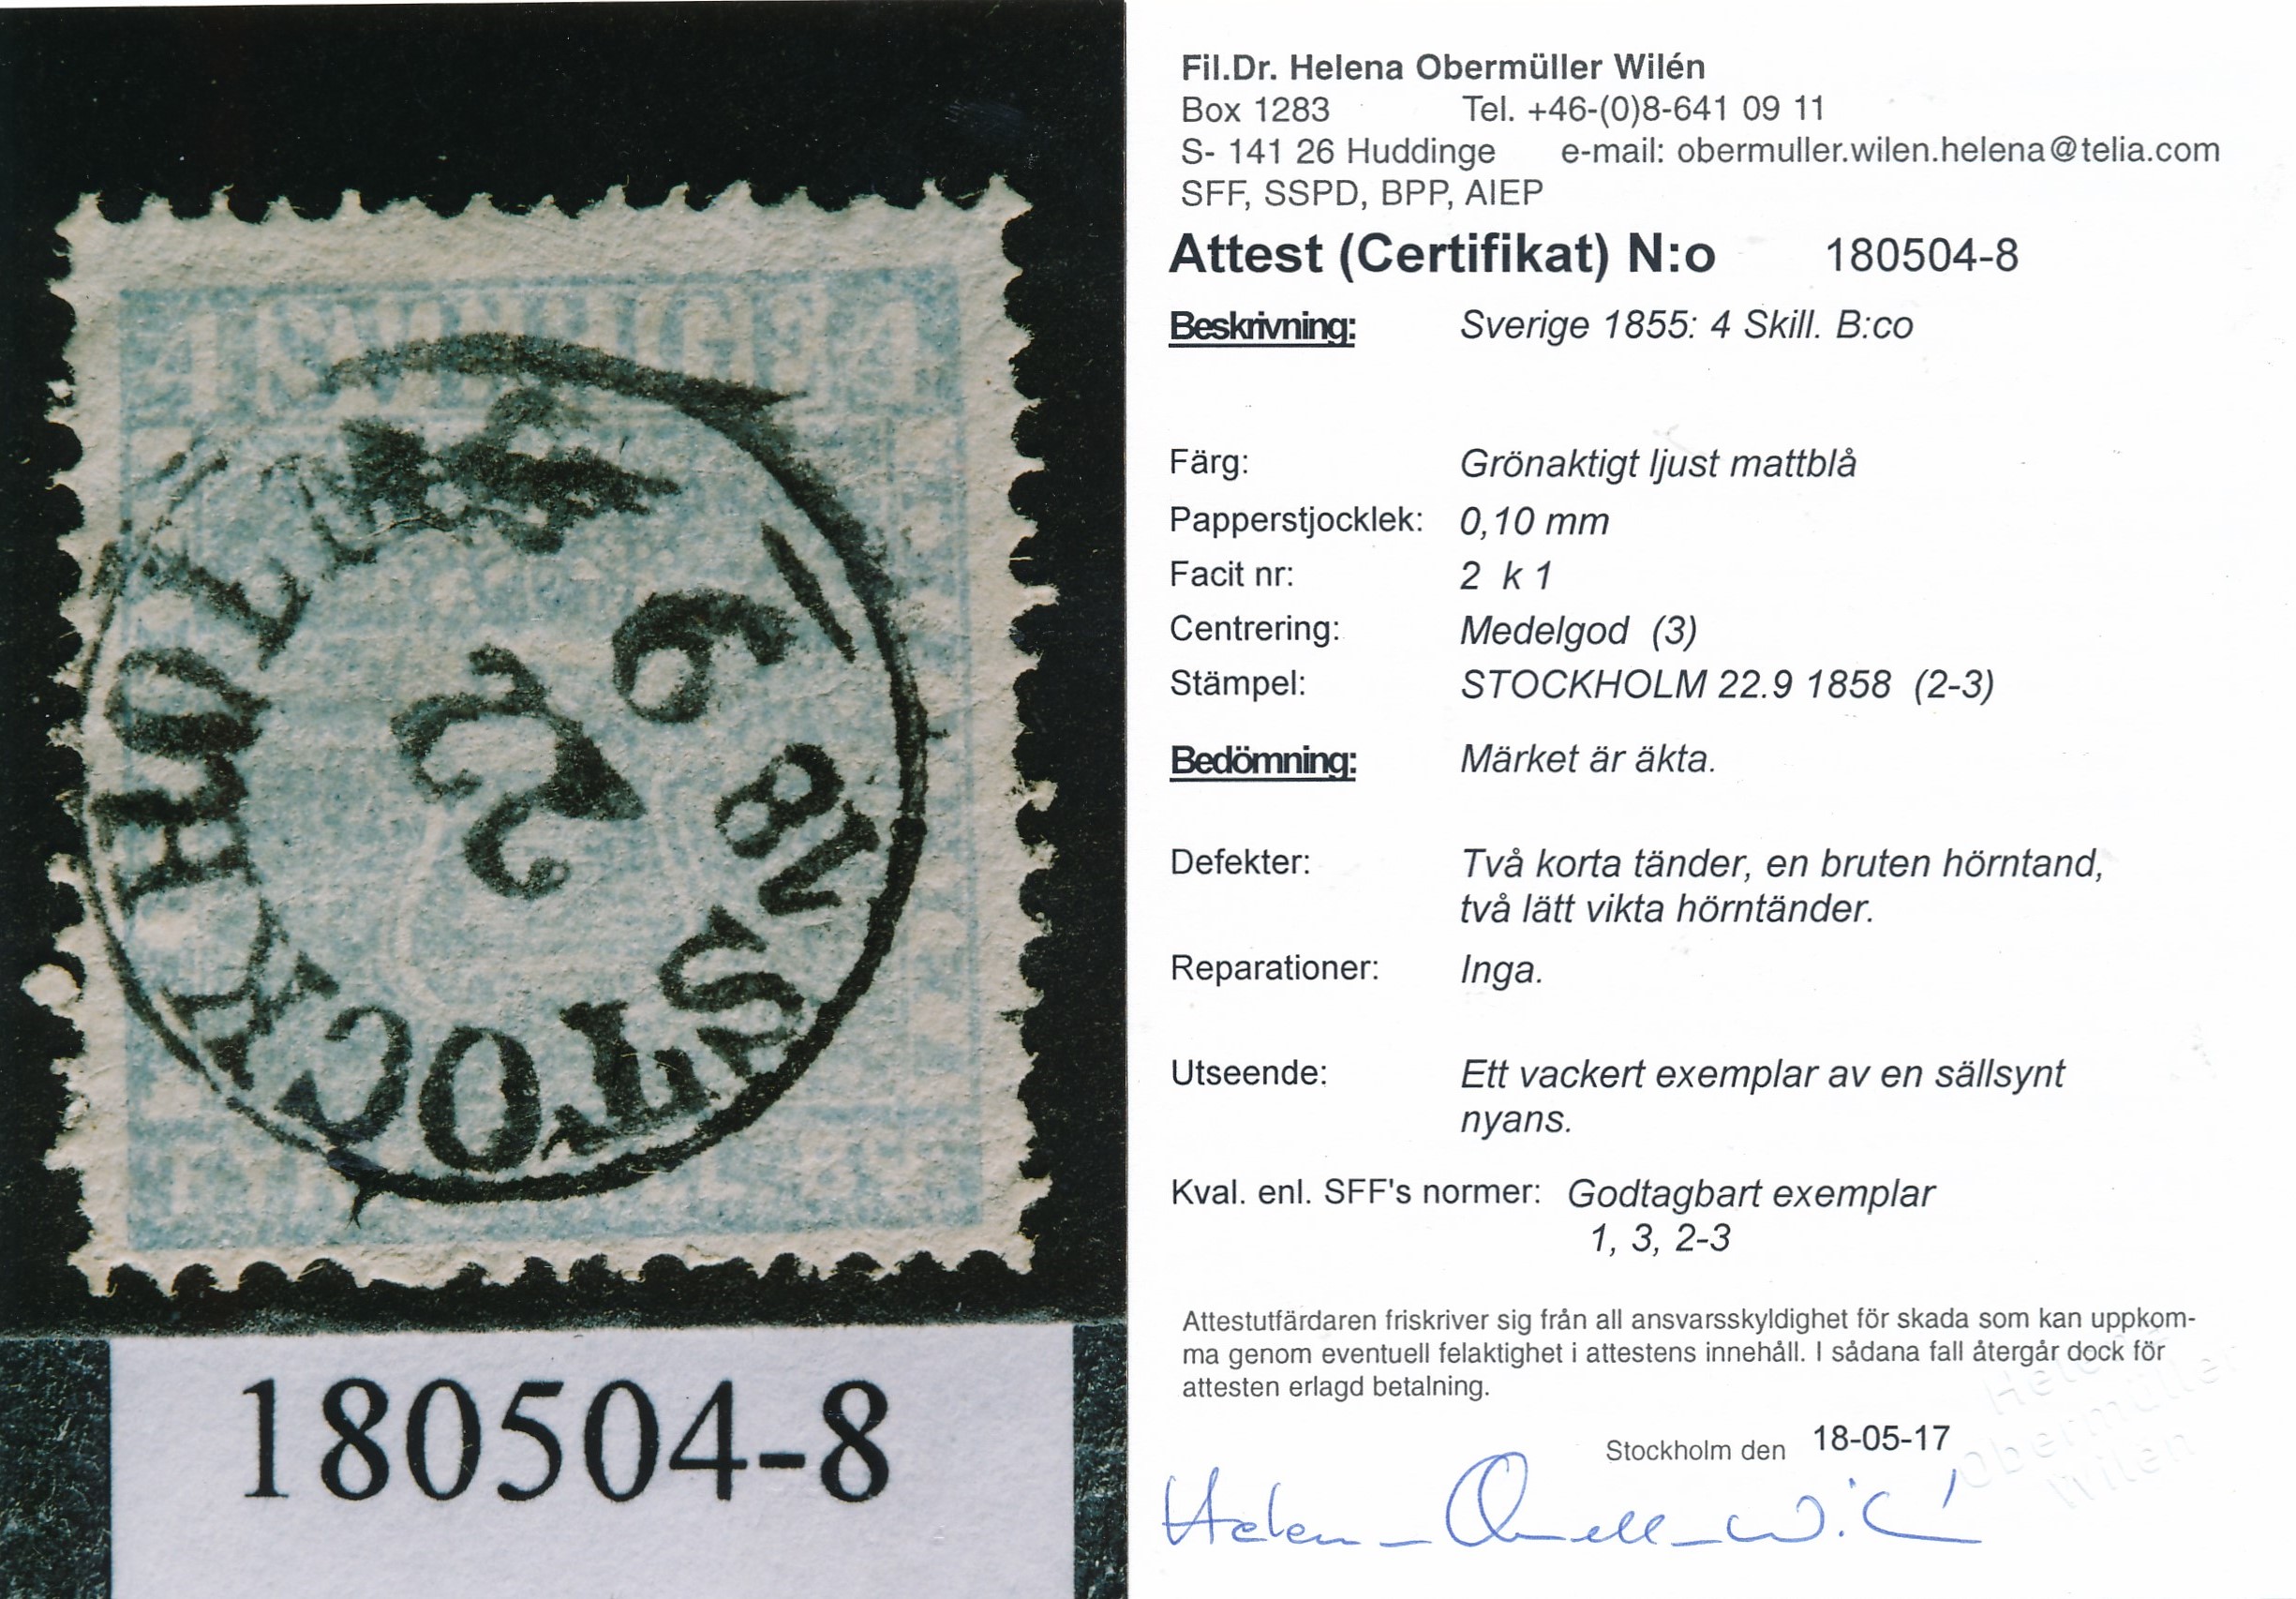 4 SVERIGE 4
STOCKHOLM
22
9
18
180504-8
Fil.Dr. Helena Obermüller Wilén
Box 1283 Tel. +46-(0)8-641 09 11
S- 141 26 Huddinge e-mail: obermuller.wilen.helena@telia.com
SFF, SSPD, BPP, AIEP
Attest (Certifikat) N:o 180504-8
Beskrivning: Sverige 1855: 4 Skill. B:co
Färg: Grönaktigt ljust mattblå
Papperstjocklek: 0,10 mm
Facit nr: 2 k 1
Centrering: Medelgod (3)
Stämpel: STOCKHOLM 22.9 1858 (2-3)
Bedömning: Märket är äkta.
Defekter: Två korta tänder, en bruten hörntand,
två lätt vikta hörntänder.
Reparationer: Inga.
Utseende: Ett vackert exemplar av en sällsynt
nyans.
Kval. enl. SFF's normer: Godtagbart exemplar
1, 3, 2-3
Attestutfärdaren friskriver sig från all ansvarsskyldighet för skada som kan uppkom-
ma genom eventuell felaktighet i attestens innehåll. I sådana fall återgår dock för
attesten erlagd betalning.
Helena
Obermüller
Wilén
Stockholm den 18-05-17